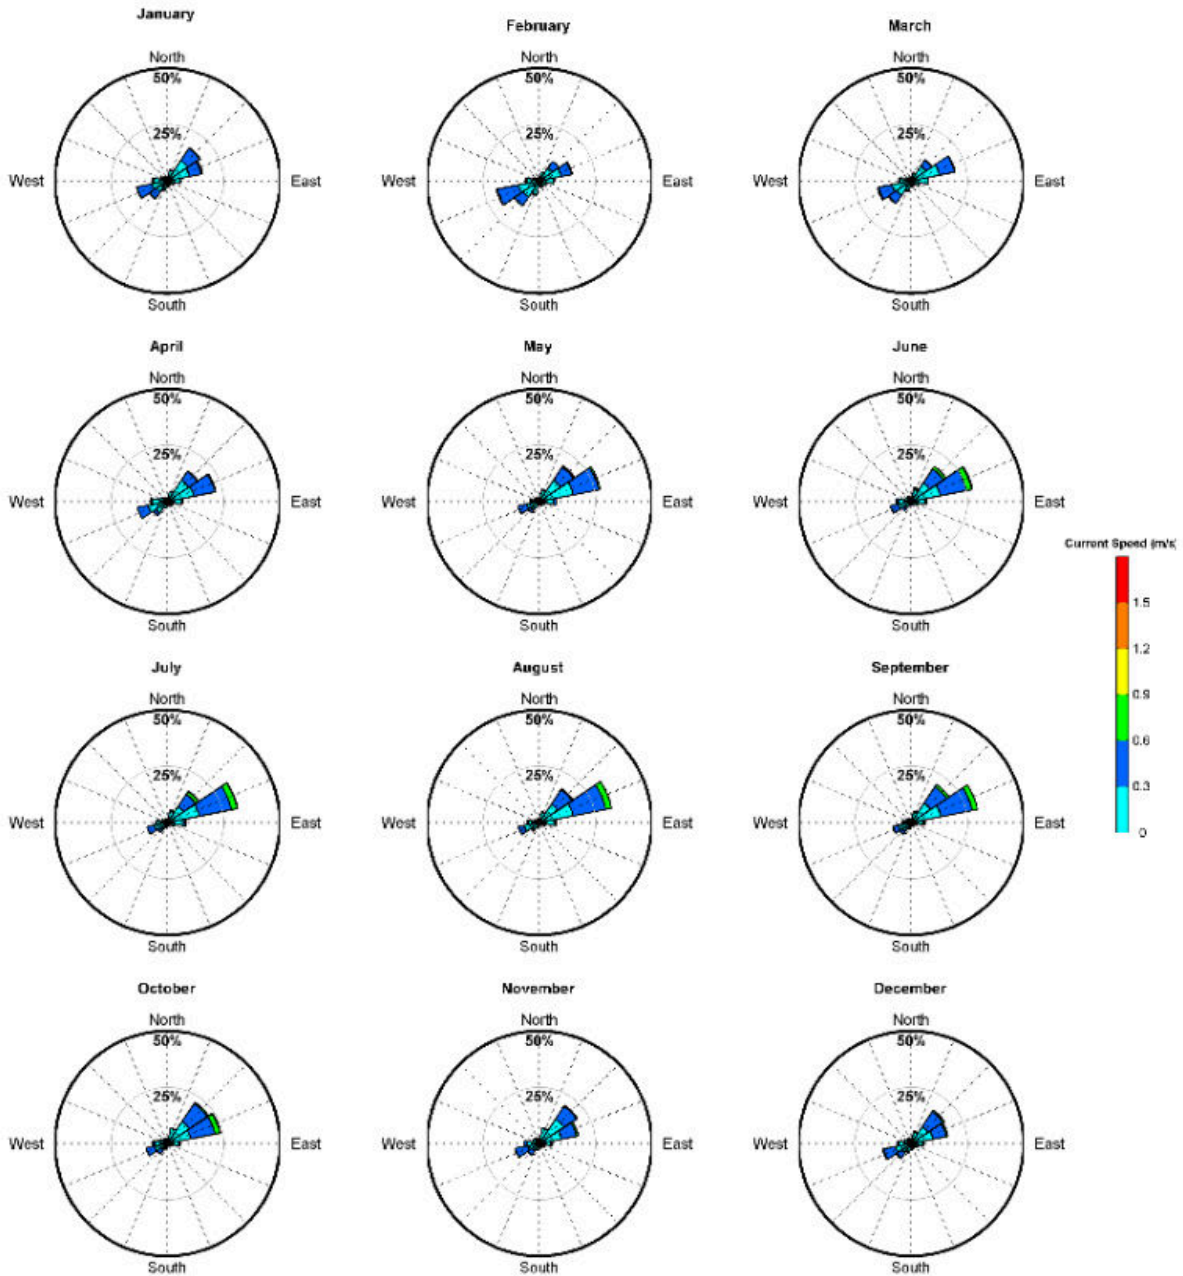 January
February
March
North
North
North
50%
50%
50%
25%
25%
25%
West
East
West
East
West
East
South
South
South
April
May
June
North
North
North
50%
50%
50%
25%
25%
25%
West
East
West
East
West
East
South
South
South
Current Speed (m/s)
1.5
1.2
0.9
0.6
0.3
0
July
August
September
North
North
North
50%
50%
50%
25%
25%
25%
West
East
West
East
West
East
South
South
South
October
November
December
North
North
North
50%
50%
50%
25%
25%
25%
West
East
West
East
West
East
South
South
South